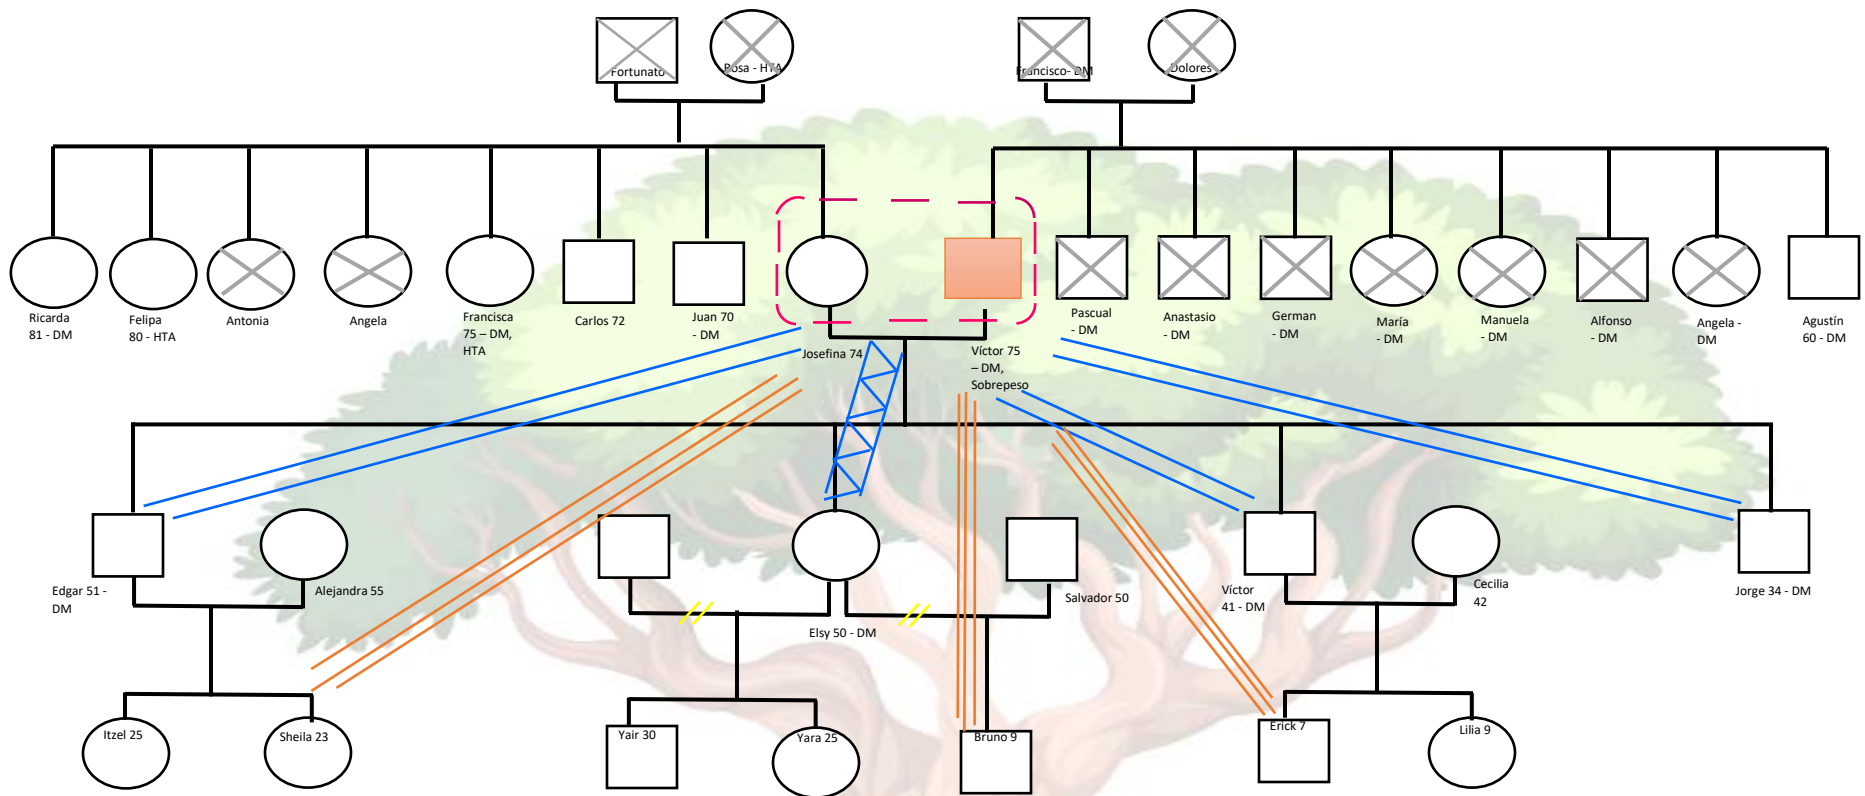 Fortunato
Rosa - HTA
Francisco- DM
Dolores
Ricarda
81 - DM
Felipa
80 - HTA
Antonia
Angela
Francisca
75 – DM,
HTA
Carlos 72
Juan 70
- DM
Josefina 74
Víctor 75
– DM,
Sobrepeso
Pascual
- DM
Anastasio
- DM
German
- DM
María
- DM
Manuela
- DM
Alfonso
- DM
Angela -
DM
Agustín
60 - DM
Edgar 51 -
DM
Alejandra 55
Elsy 50 - DM
Salvador 50
Víctor
41 - DM
Cecilia
42
Jorge 34 - DM
Itzel 25
Sheila 23
Yair 30
Yara 25
Bruno 9
Erick 7
Lilia 9